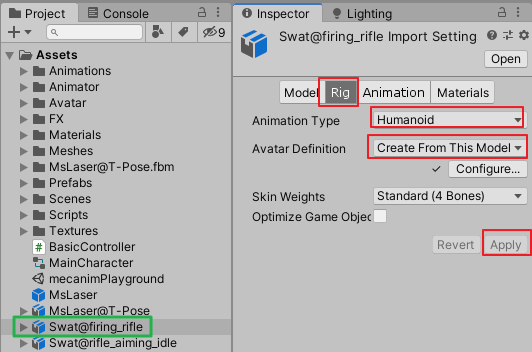 Project
Console
9
Assets
Animations
Animator
Avatar
FX
Materials
Meshes
MsLaser@T-Pose.fbm
Prefabs
Scenes
Scripts
Textures
BasicController
MainCharacter
mecanimPlayground
MsLaser
MsLaser@T-Pose
Swat@firing_rifle
Swat@rifle_aiming_idle
Inspector
Lighting
Swat@firing_rifle Import Setting
Open
Model Rig Animation Materials
Animation Type Humanoid
Avatar Definition Create From This Model
Configure...
Skin Weights Standard (4 Bones)
Optimize Game Objec
Revert Apply